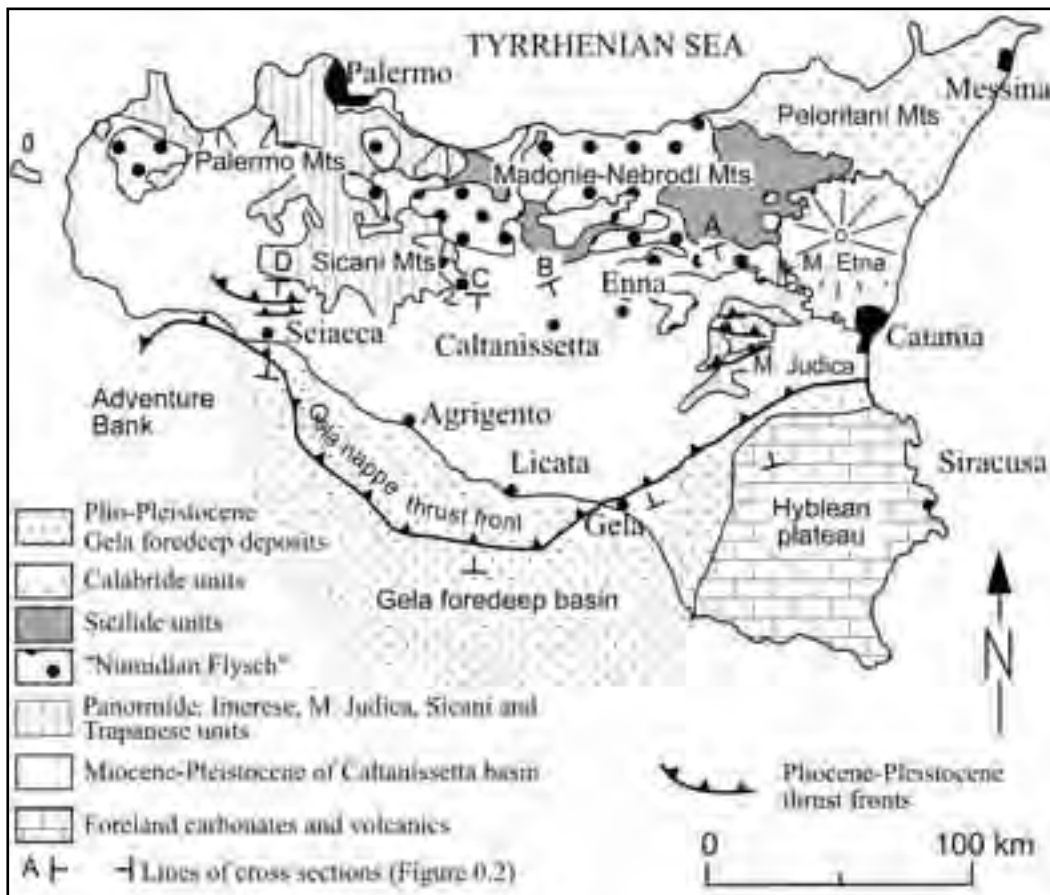 TYRRHENIAN SEA
Palermo
Messina
Peloritani Mts
Palermo Mts
Madonie-Nebrodi Mts
A
D
Sicani Mts
C
B
Enna
M. Etna
Sciacca
Caltanissetta
Catania
M. Judica
Adventure
Bank
Agrigento
Gela nappe thrust front
Licata
Siracusa
Gela
Hyblean
plateau
Gela foredeep basin
Plio-Pleistocene
Gela foredeep deposits
Calabride units
Sicilide units
"Numidian Flysch"
Panormide, Imerese, M. Judica, Sicani and
Trapanese units
Miocene-Pleistocene of Caltanissetta basin
Foreland carbonates and volcanics
A Lines of cross sections (Figure 0.2)
N
Pliocene-Pleistocene
thrust fronts
0 100 km